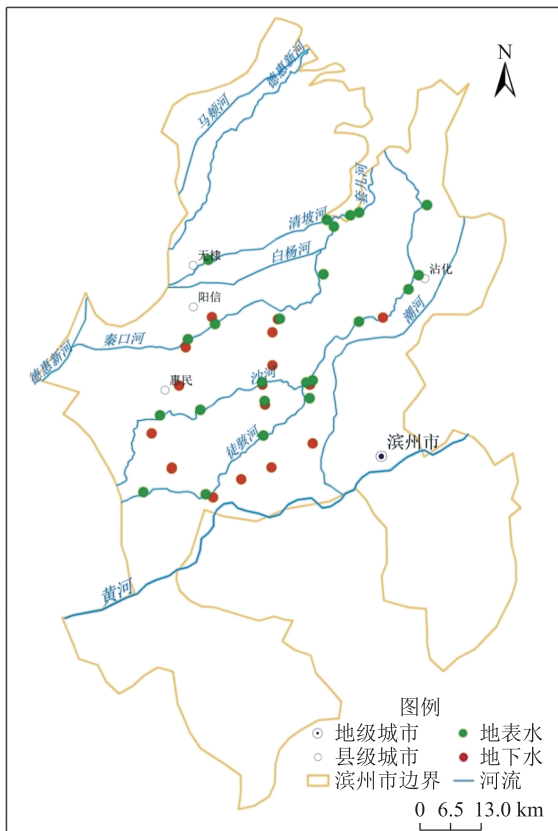 N
德惠新河
马颊河
套儿河
清坡河
无棣
白杨河
沾化
阳信
潮河
秦口河
德惠新河
沙河
惠民
徒骇河
滨州市
黄河
图例
地级城市 地表水
县级城市 地下水
滨州市边界 河流
0 6.5 13.0 km